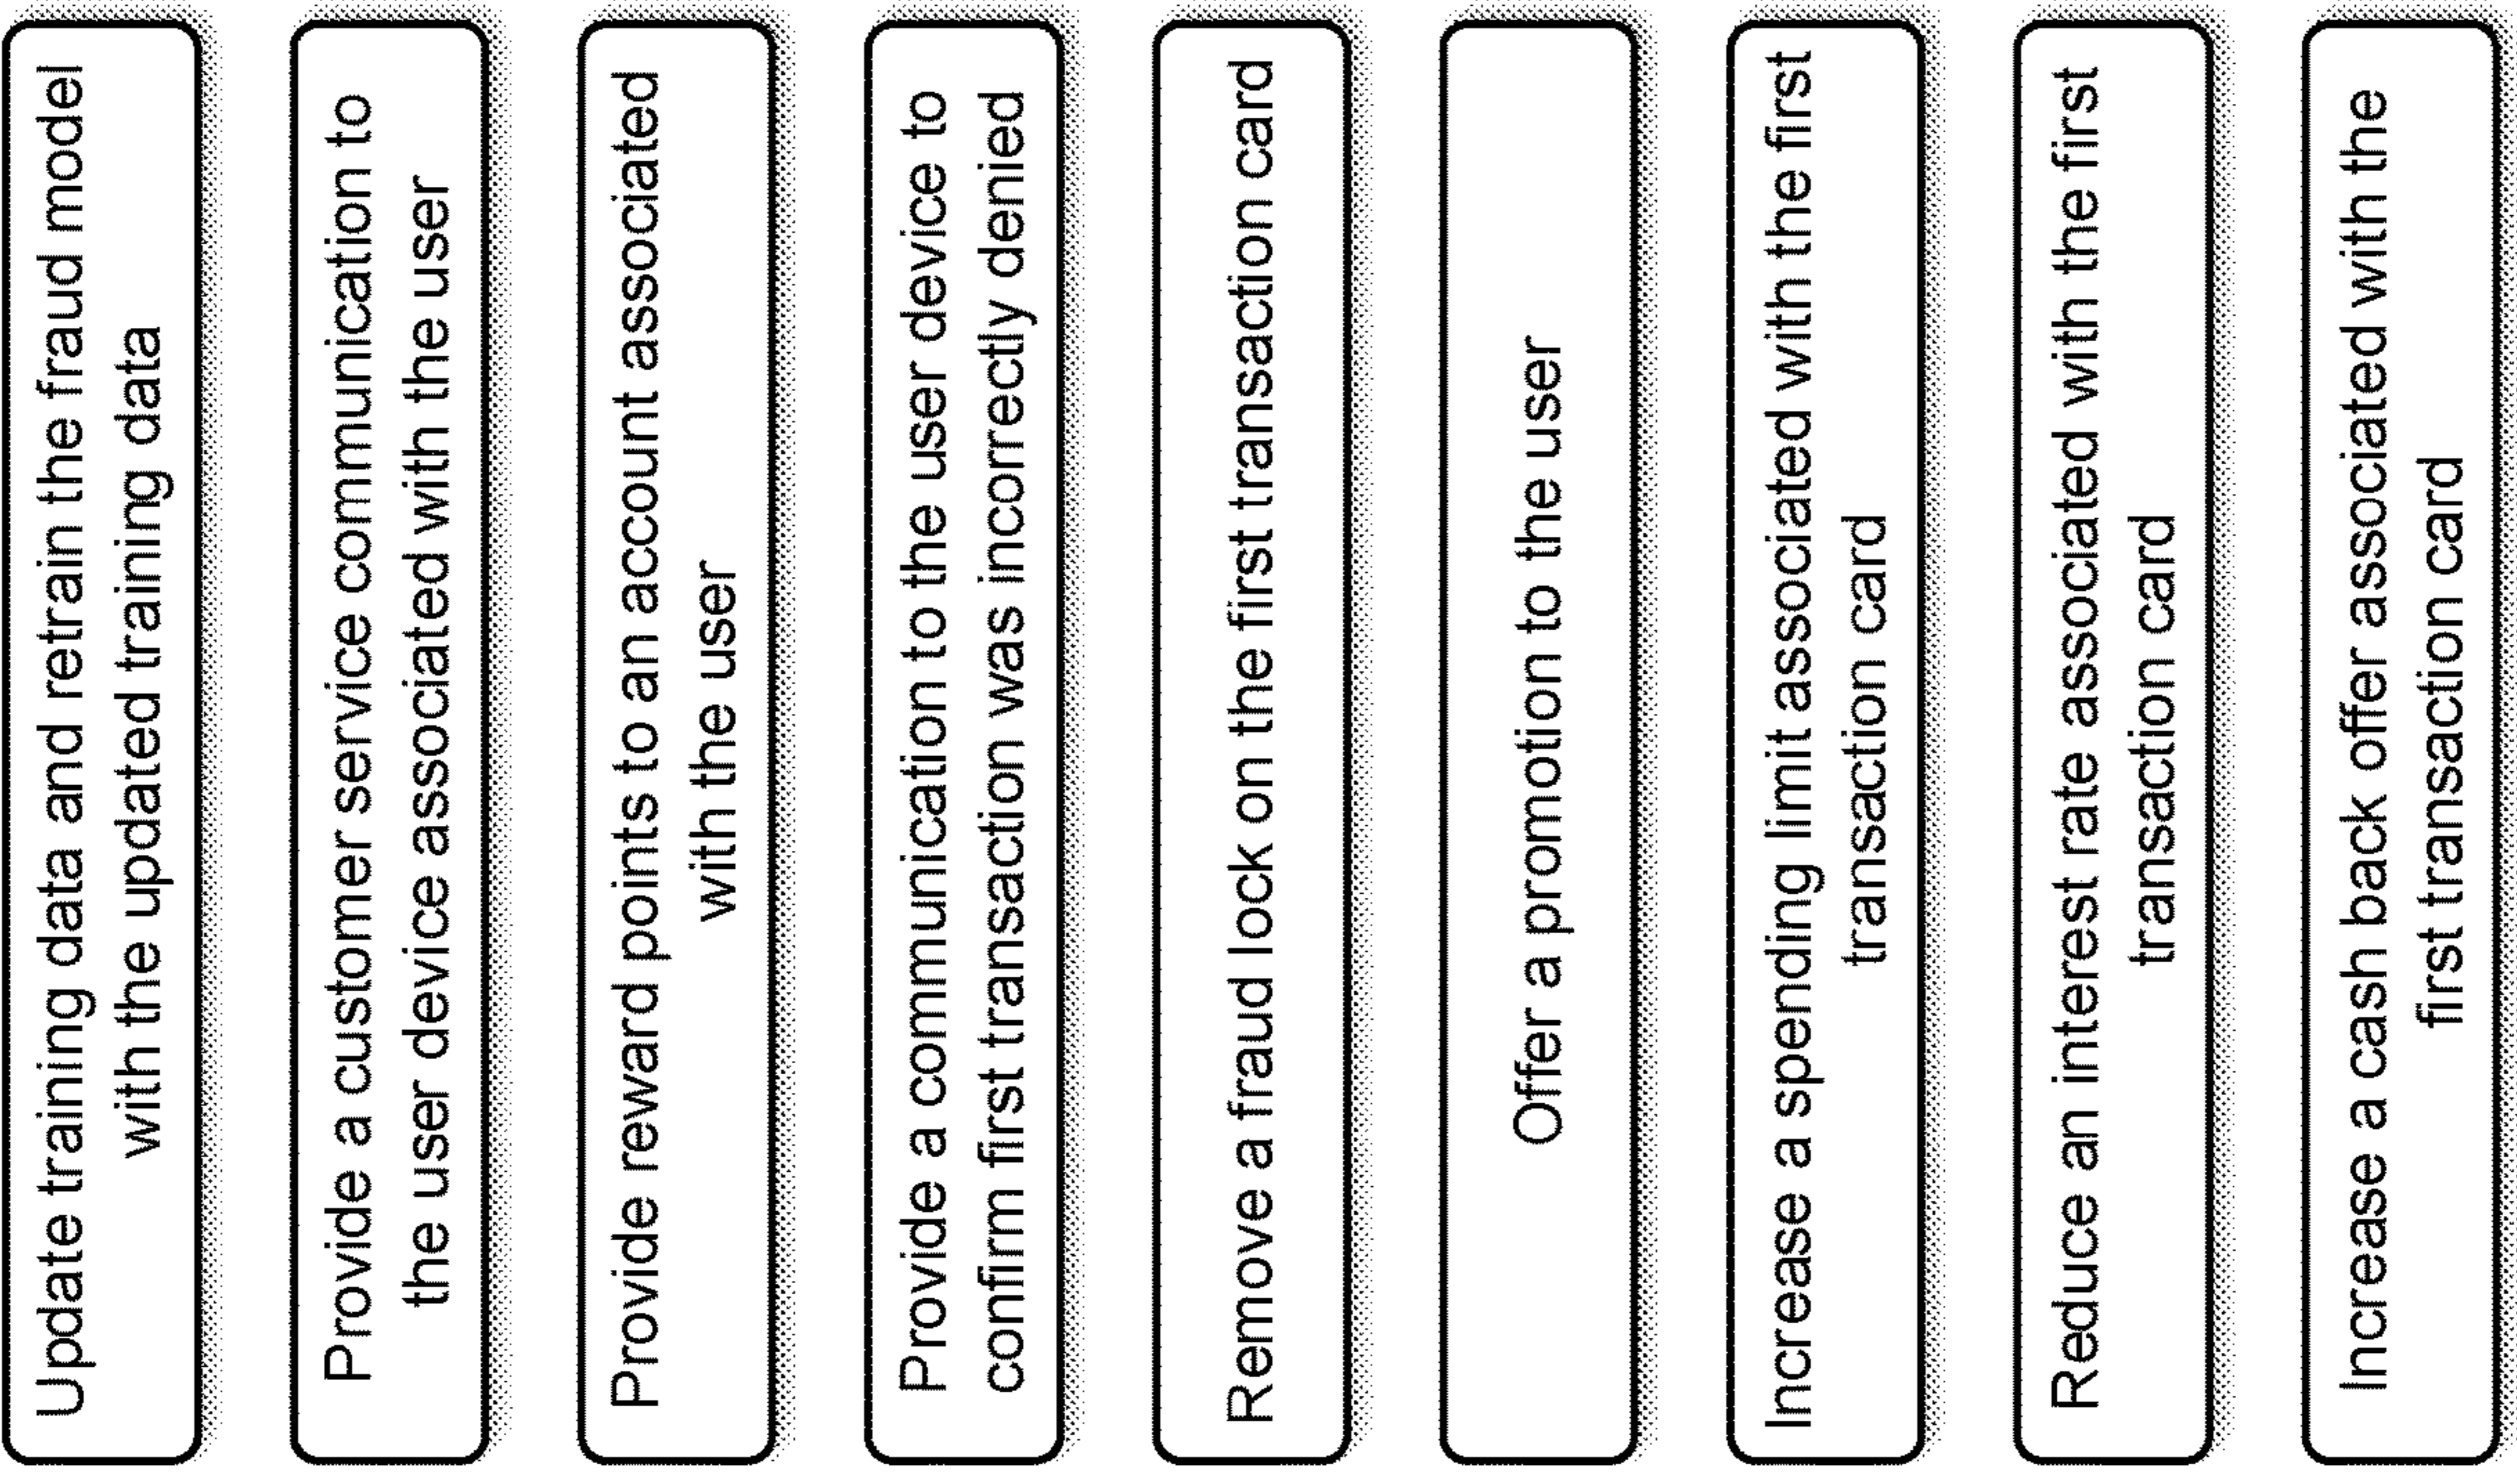 Update training data and retrain the fraud model
with the updated training data
Provide a customer service communication to
the user device associated with the user
Provide reward points to an account associated
with the user
Provide a communication to the user device to
confirm first transaction was incorrectly denied
Remove a fraud lock on the first transaction card
Offer a promotion to the user
Increase a spending limit associated with the first
transaction card
Reduce an interest rate associated with the first
transaction card
Increase a cash back offer associated with the
first transaction card